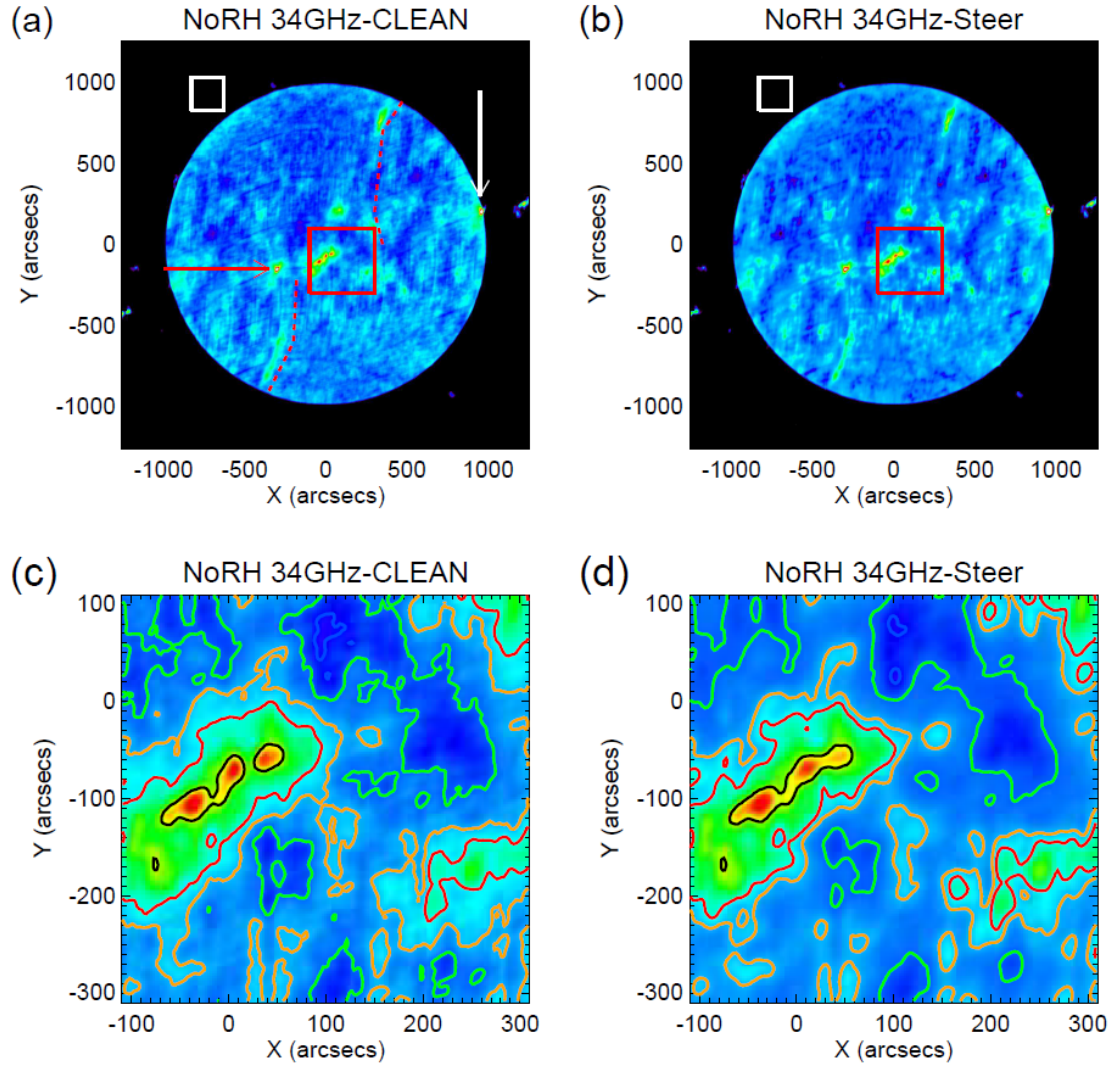 (a) NoRH 34GHz-CLEAN
1000
500
0
-500
-1000
Y (arcsecs)
-1000 -500 0 500 1000
X (arcsecs)
(b) NoRH 34GHz-Steer
1000
500
0
-500
-1000
Y (arcsecs)
-1000 -500 0 500 1000
X (arcsecs)
(c) NoRH 34GHz-CLEAN
100
0
-100
-200
-300
Y (arcsecs)
-100 0 100 200 300
X (arcsecs)
(d) NoRH 34GHz-Steer
100
0
-100
-200
-300
Y (arcsecs)
-100 0 100 200 300
X (arcsecs)